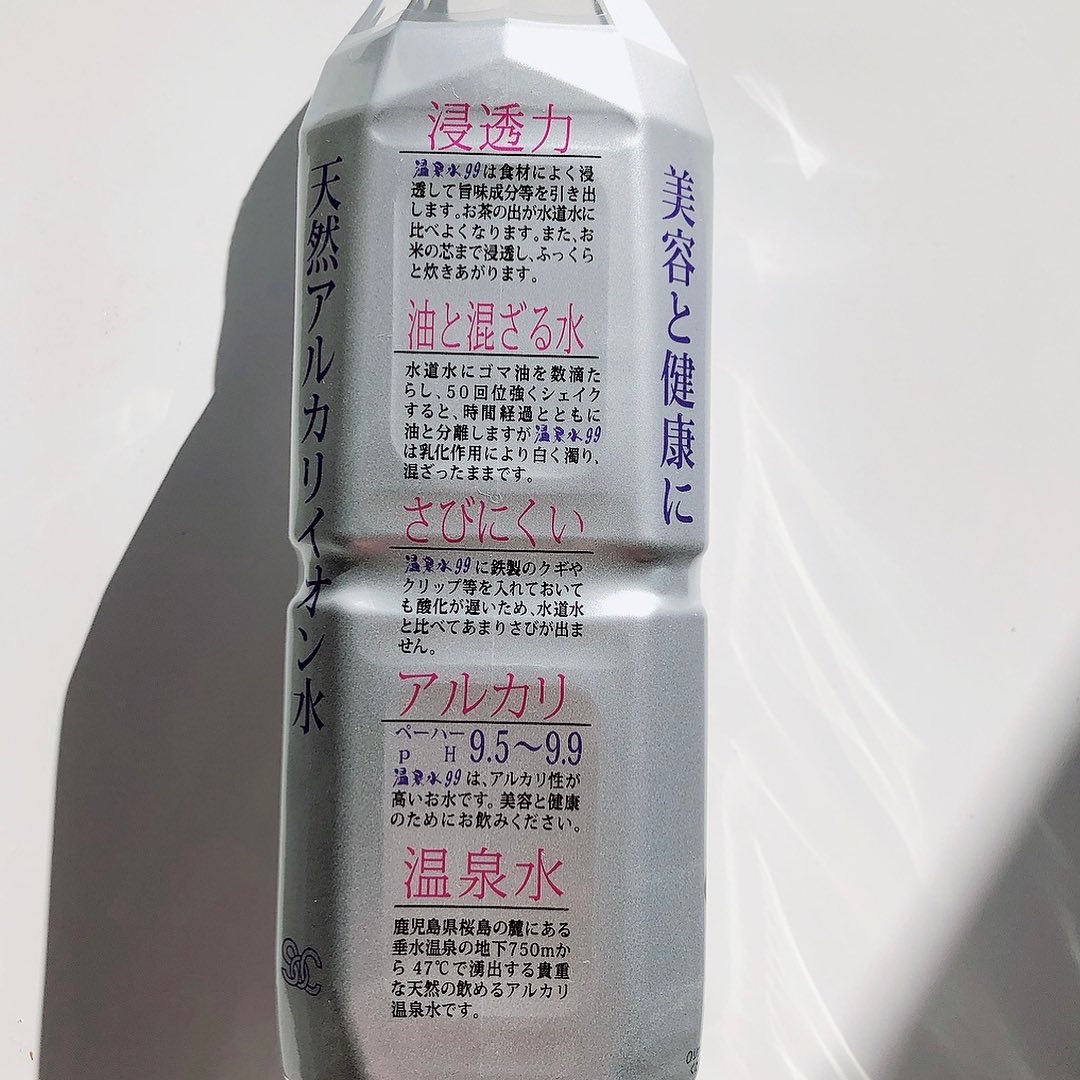 天然アルカリイオン水
浸透力
温泉水99は食材によく浸
透して旨味成分等を引き出
します。お茶の出が水道水に
比べよくなります。また、お
米の芯まで浸透し、ふっくら
と炊きあがります。
油と混ざる水
水道水にゴマ油を数滴た
らし、50回位強くシェイク
すると、時間経過とともに
油と分離しますが温泉水99
は乳化作用により白く濁り、
混ざったままです。
さびにくい
温泉水99に鉄製のクギや
クリップ等を入れておいて
も酸化が遅いため、水道水
と比べてあまりさびが出ま
せん。
アルカリ
ペーハー
pH 9.5〜9.9
温泉水99は、アルカリ性が
高いお水です。美容と健康
のためにお飲みください。
温泉水
鹿児島県桜島の麓にある
垂水温泉の地下750mか
ら47℃で湧出する貴重
な天然の飲めるアルカリ
温泉水です。
美容と健康に